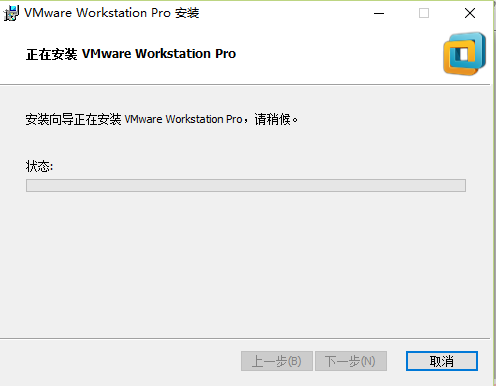 VMware Workstation Pro 安装
正在安装 VMware Workstation Pro
安装向导正在安装 VMware Workstation Pro，请稍候。
状态:
上一步(B) 下一步(N) 取消